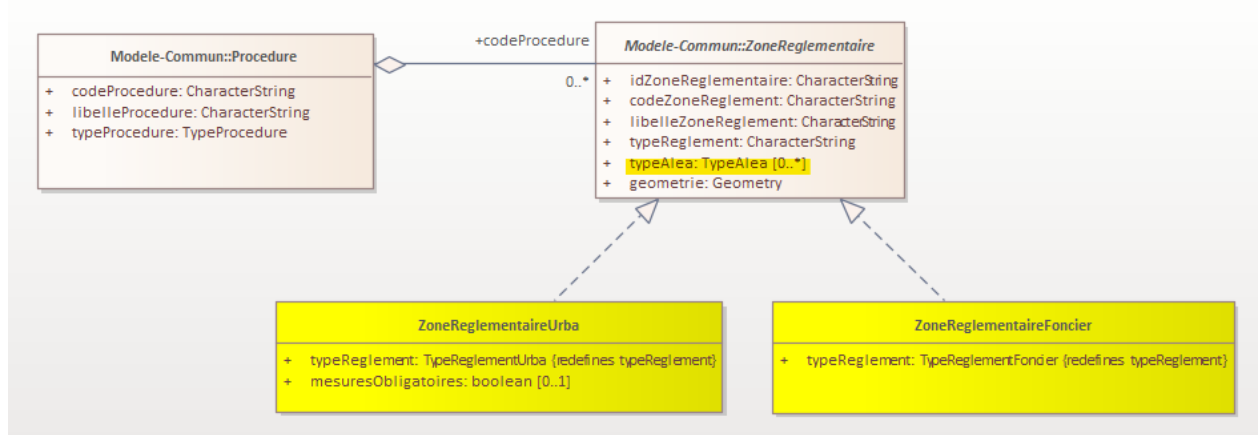 Modele-Commun::Procedure
+ codeProcedure: CharacterString
+ libelleProcedure: CharacterString
+ typeProcedure: TypeProcedure
+codeProcedure
0..*
Modele-Commun::ZoneReglementaire
+ idZoneReglementaire: CharacterString
+ codeZoneReglement: CharacterString
+ libelleZoneReglement: CharacterString
+ typeReglement: CharacterString
+ typeAlea: TypeAlea [0..*]
+ geometrie: Geometry
ZoneReglementaireUrba
+ typeReglement: TypeReglementUrba {redefines typeReglement}
+ mesuresObligatoires: boolean [0..1]
ZoneReglementaireFoncier
+ typeReglement: TypeReglementFoncier {redefines typeReglement}